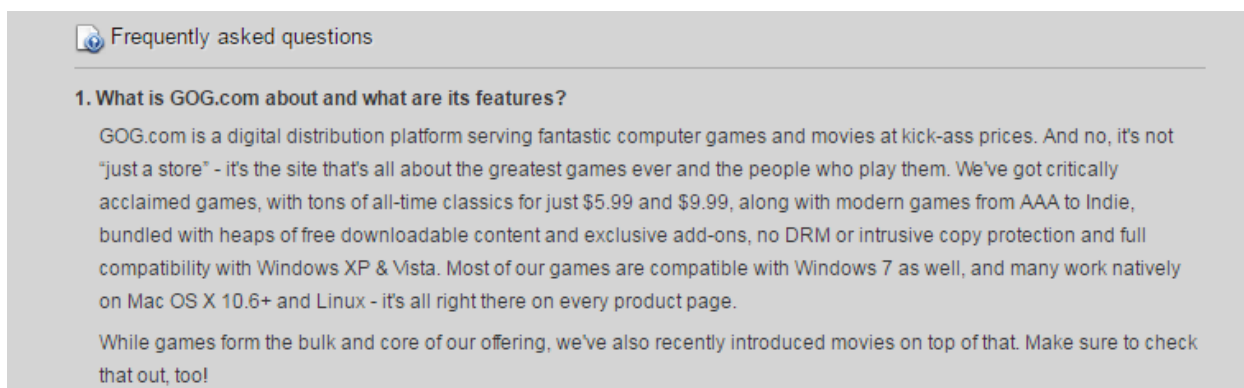 Frequently asked questions
1. What is GOG.com about and what are its features?
GOG.com is a digital distribution platform serving fantastic computer games and movies at kick-ass prices. And no, it's not
“just a store” - it's the site that's all about the greatest games ever and the people who play them. We've got critically
acclaimed games, with tons of all-time classics for just $5.99 and $9.99, along with modern games from AAA to Indie,
bundled with heaps of free downloadable content and exclusive add-ons, no DRM or intrusive copy protection and full
compatibility with Windows XP & Vista. Most of our games are compatible with Windows 7 as well, and many work natively
on Mac OS X 10.6+ and Linux - it's all right there on every product page.
While games form the bulk and core of our offering, we've also recently introduced movies on top of that. Make sure to check
that out, too!